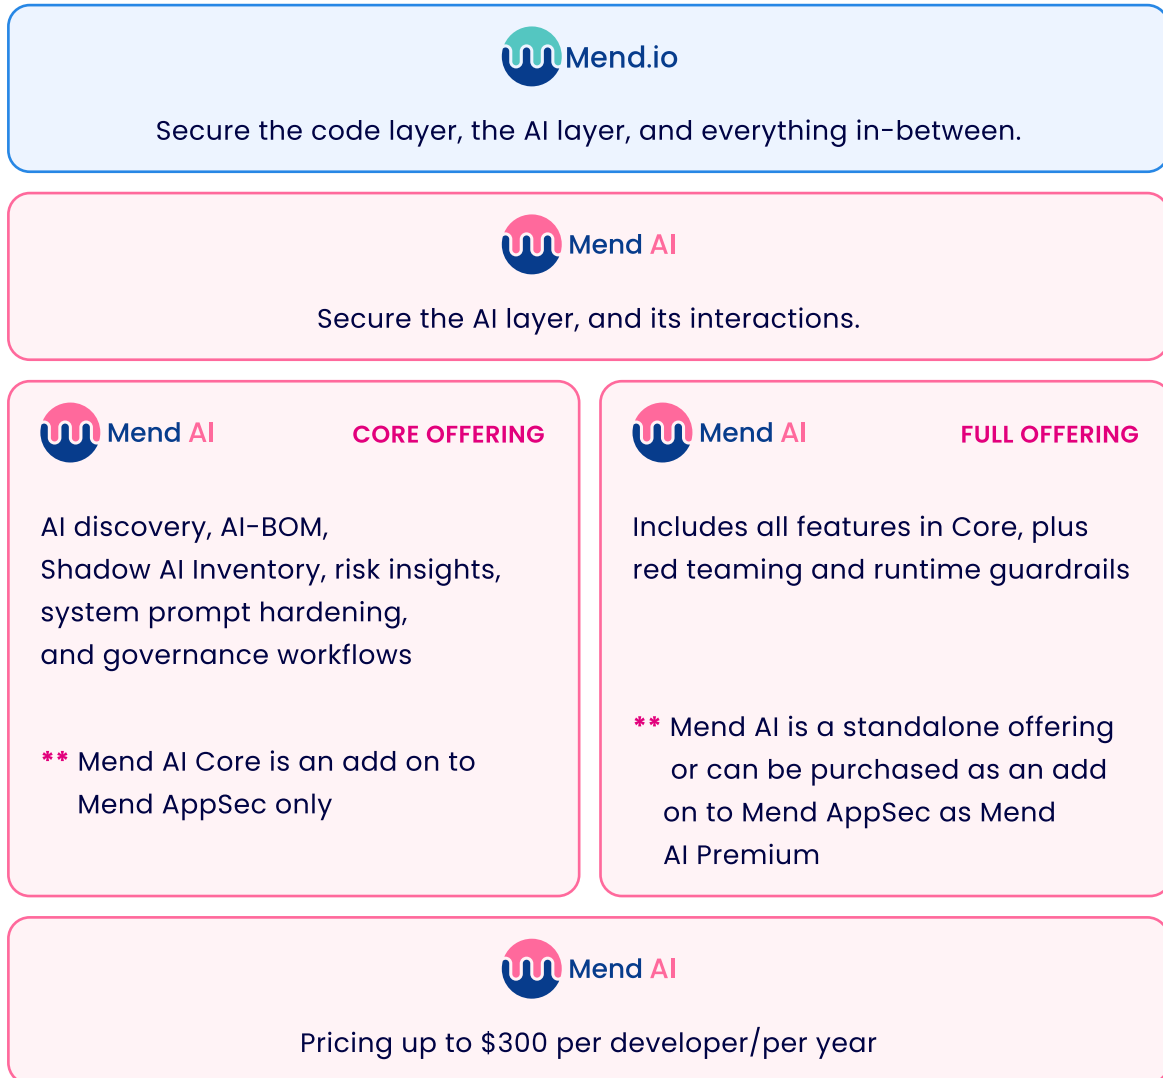 Mend.io
Secure the code layer, the AI layer, and everything in-between.
Mend AI
Secure the AI layer, and its interactions.
Mend AI
CORE OFFERING
AI discovery, AI-BOM,
Shadow AI Inventory, risk insights,
system prompt hardening,
and governance workflows
** Mend AI Core is an add on to
Mend AppSec only
Mend AI
FULL OFFERING
Includes all features in Core, plus
red teaming and runtime guardrails
** Mend AI is a standalone offering
or can be purchased as an add
on to Mend AppSec as Mend
AI Premium
Mend AI
Pricing up to $300 per developer/per year